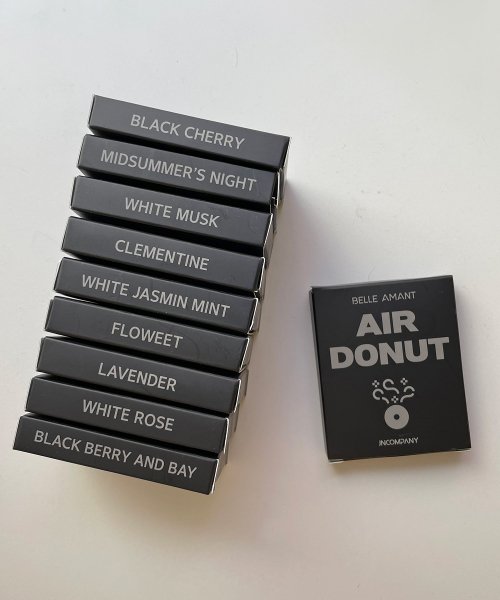 BLACK CHERRY
MIDSUMMER'S NIGHT
WHITE MUSK
CLEMENTINE
WHITE JASMIN MINT
FLOWEET
LAVENDER
WHITE ROSE
BLACK BERRY AND BAY
BELLE AMANT
AIR
DONUT
INCOMPANY